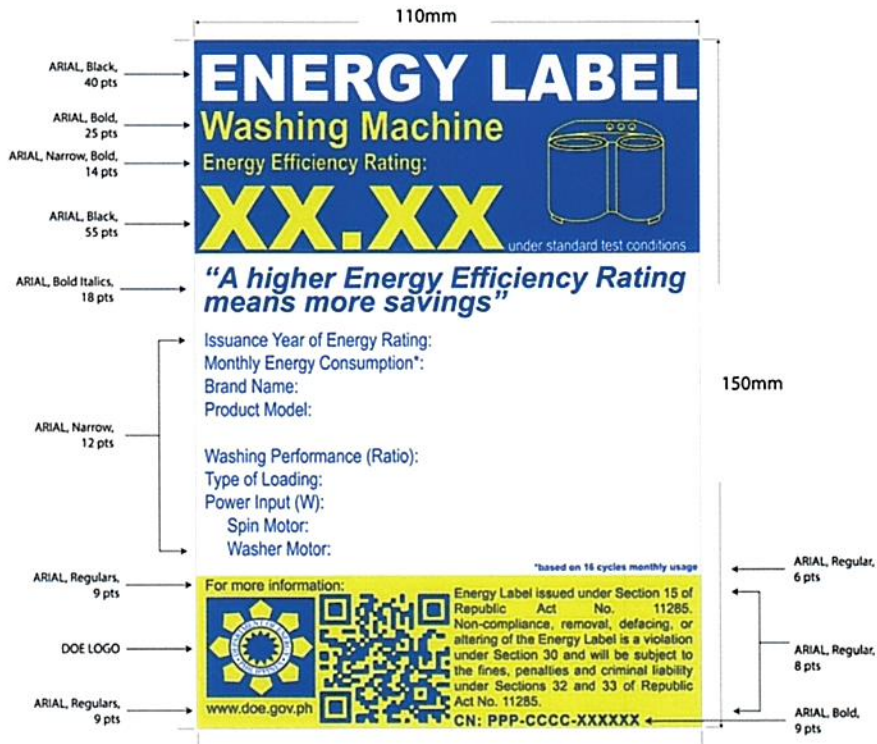 110mm
ARIAL, Black,
40 pts
ENERGY LABEL
ARIAL, Bold,
25 pts
Washing Machine
ARIAL, Narrow, Bold,
14 pts
Energy Efficiency Rating:
ARIAL, Black,
55 pts
XX.XX
under standard test conditions
ARIAL, Bold Italics,
18 pts
“A higher Energy Efficiency Rating
means more savings”
Issuance Year of Energy Rating:
Monthly Energy Consumption*:
Brand Name:
Product Model:
150mm
ARIAL, Narrow,
12 pts
Washing Performance (Ratio):
Type of Loading:
Power Input (W):
Spin Motor:
Washer Motor:
*based on 16 cycles monthly usage
ARIAL, Regular,
6 pts
ARIAL, Regulars,
9 pts
For more information:
DOE LOGO
ARIAL, Regulars,
9 pts
www.doe.gov.ph
Energy Label issued under Section 15 of
Republic Act No. 11285.
Non-compliance, removal, defacing, or
altering of the Energy Label is a violation
under Section 30 and will be subject to
the fines, penalties and criminal liability
under Sections 32 and 33 of Republic
Act No. 11285.
ARIAL, Regular,
8 pts
CN: PPP-CCCC-XXXXXX
ARIAL, Bold,
9 pts